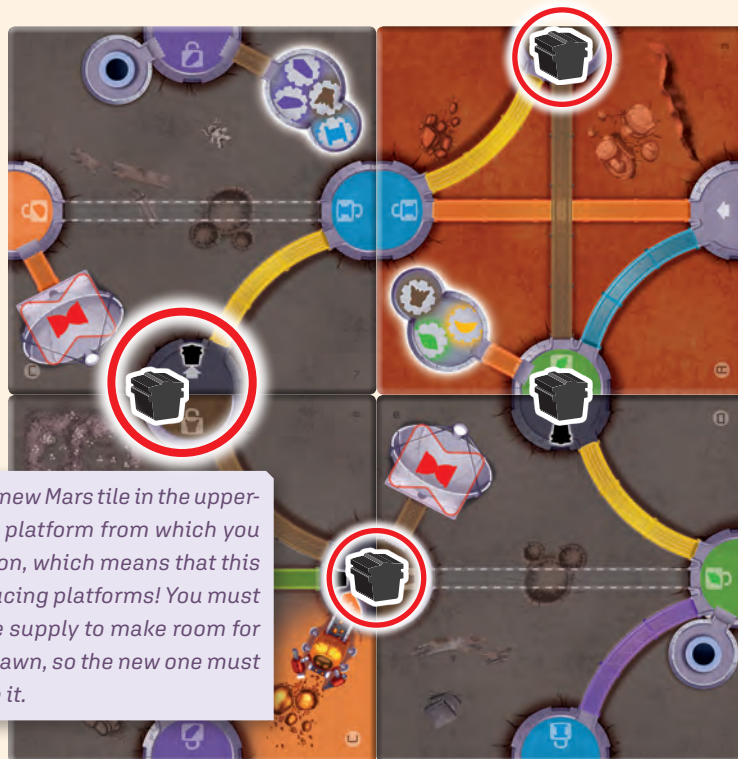 new Mars tile in the upper-
platform from which you
on, which means that this
acing platforms! You must
e supply to make room for
awn, so the new one must
it.